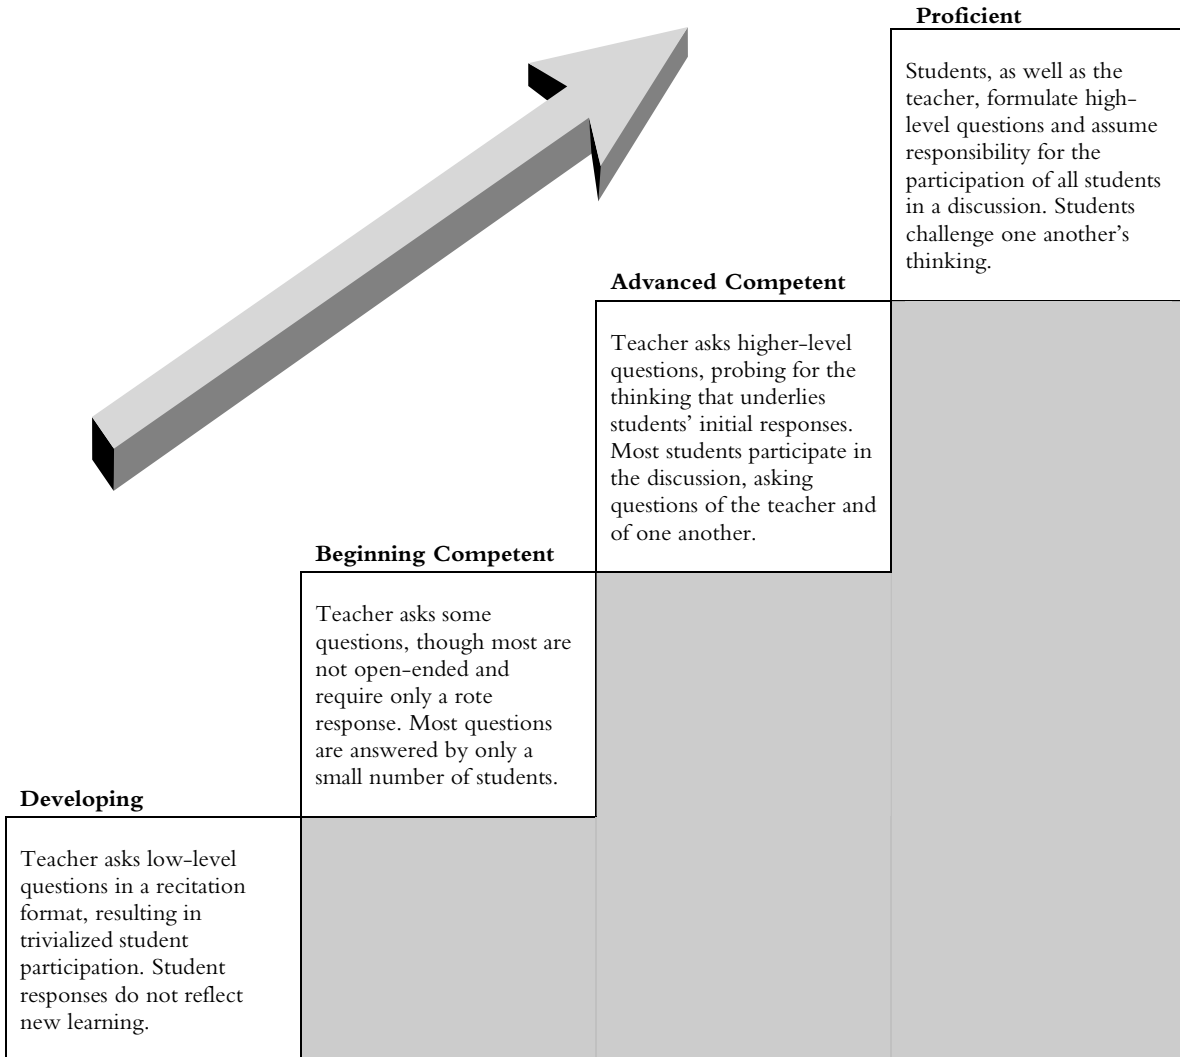 Proficient
Students, as well as the
teacher, formulate high-
level questions and assume
responsibility for the
participation of all students
in a discussion. Students
challenge one another’s
thinking.
Advanced Competent
Teacher asks higher-level
questions, probing for the
thinking that underlies
students’ initial responses.
Most students participate in
the discussion, asking
questions of the teacher and
of one another.
Beginning Competent
Teacher asks some
questions, though most are
not open-ended and
require only a rote
response. Most questions
are answered by only a
small number of students.
Developing
Teacher asks low-level
questions in a recitation
format, resulting in
trivialized student
participation. Student
responses do not reflect
new learning.